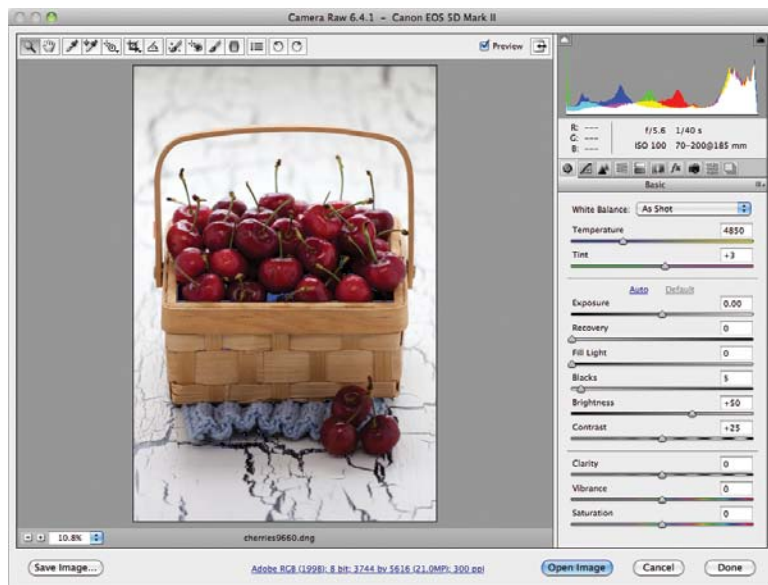 Camera Raw 6.4.1 - Canon EOS 5D Mark II
Preview
R: ---
G: ---
B: ---
f/5.6 1/40 s
ISO 100 70-200@185 mm
fx
Basic
White Balance: As Shot
Temperature 4850
Tint +3
Auto Default
Exposure 0.00
Recovery 0
Fill Light 0
Blacks 5
Brightness +50
Contrast +25
Clarity 0
Vibrance 0
Saturation 0
10.8%
cherries9660.dng
Save Image...
Adobe RGB (1998); 8 bit; 3744 by 5616 (21.0MP); 300 ppi
Open Image
Cancel
Done